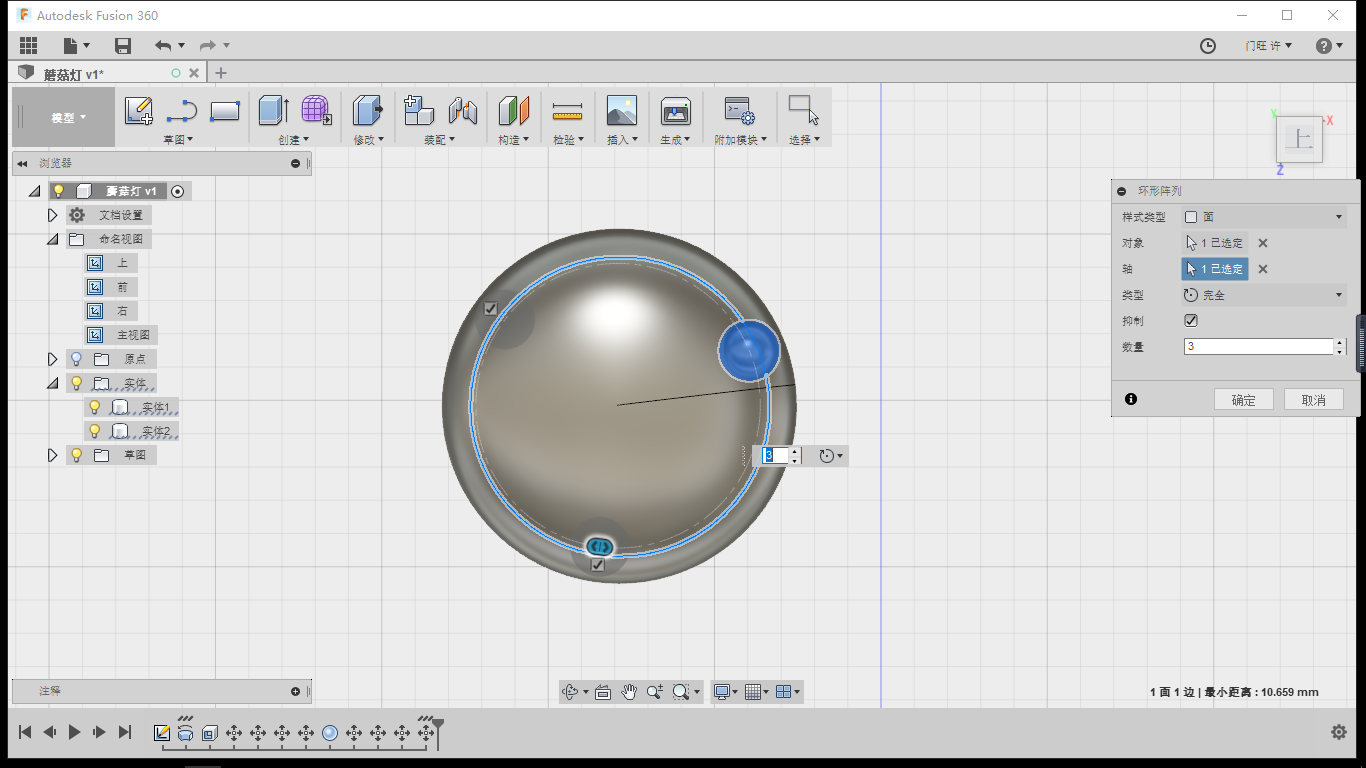 Autodesk Fusion 360
门旺 许
蘑菇灯 v1*
模型
草图
创建
修改
装配
构造
检验
插入
生成
附加模块
选择
上
Y
X
Z
浏览器
蘑菇灯 v1
文档设置
命名视图
上
前
右
主视图
原点
实体
实体1
实体2
草图
环形阵列
样式类型 面
对象 1 已选定
轴 1 已选定
类型 完全
抑制
数量 3
确定 取消
3
注释
1 面 1 边 | 最小距离 : 10.659 mm